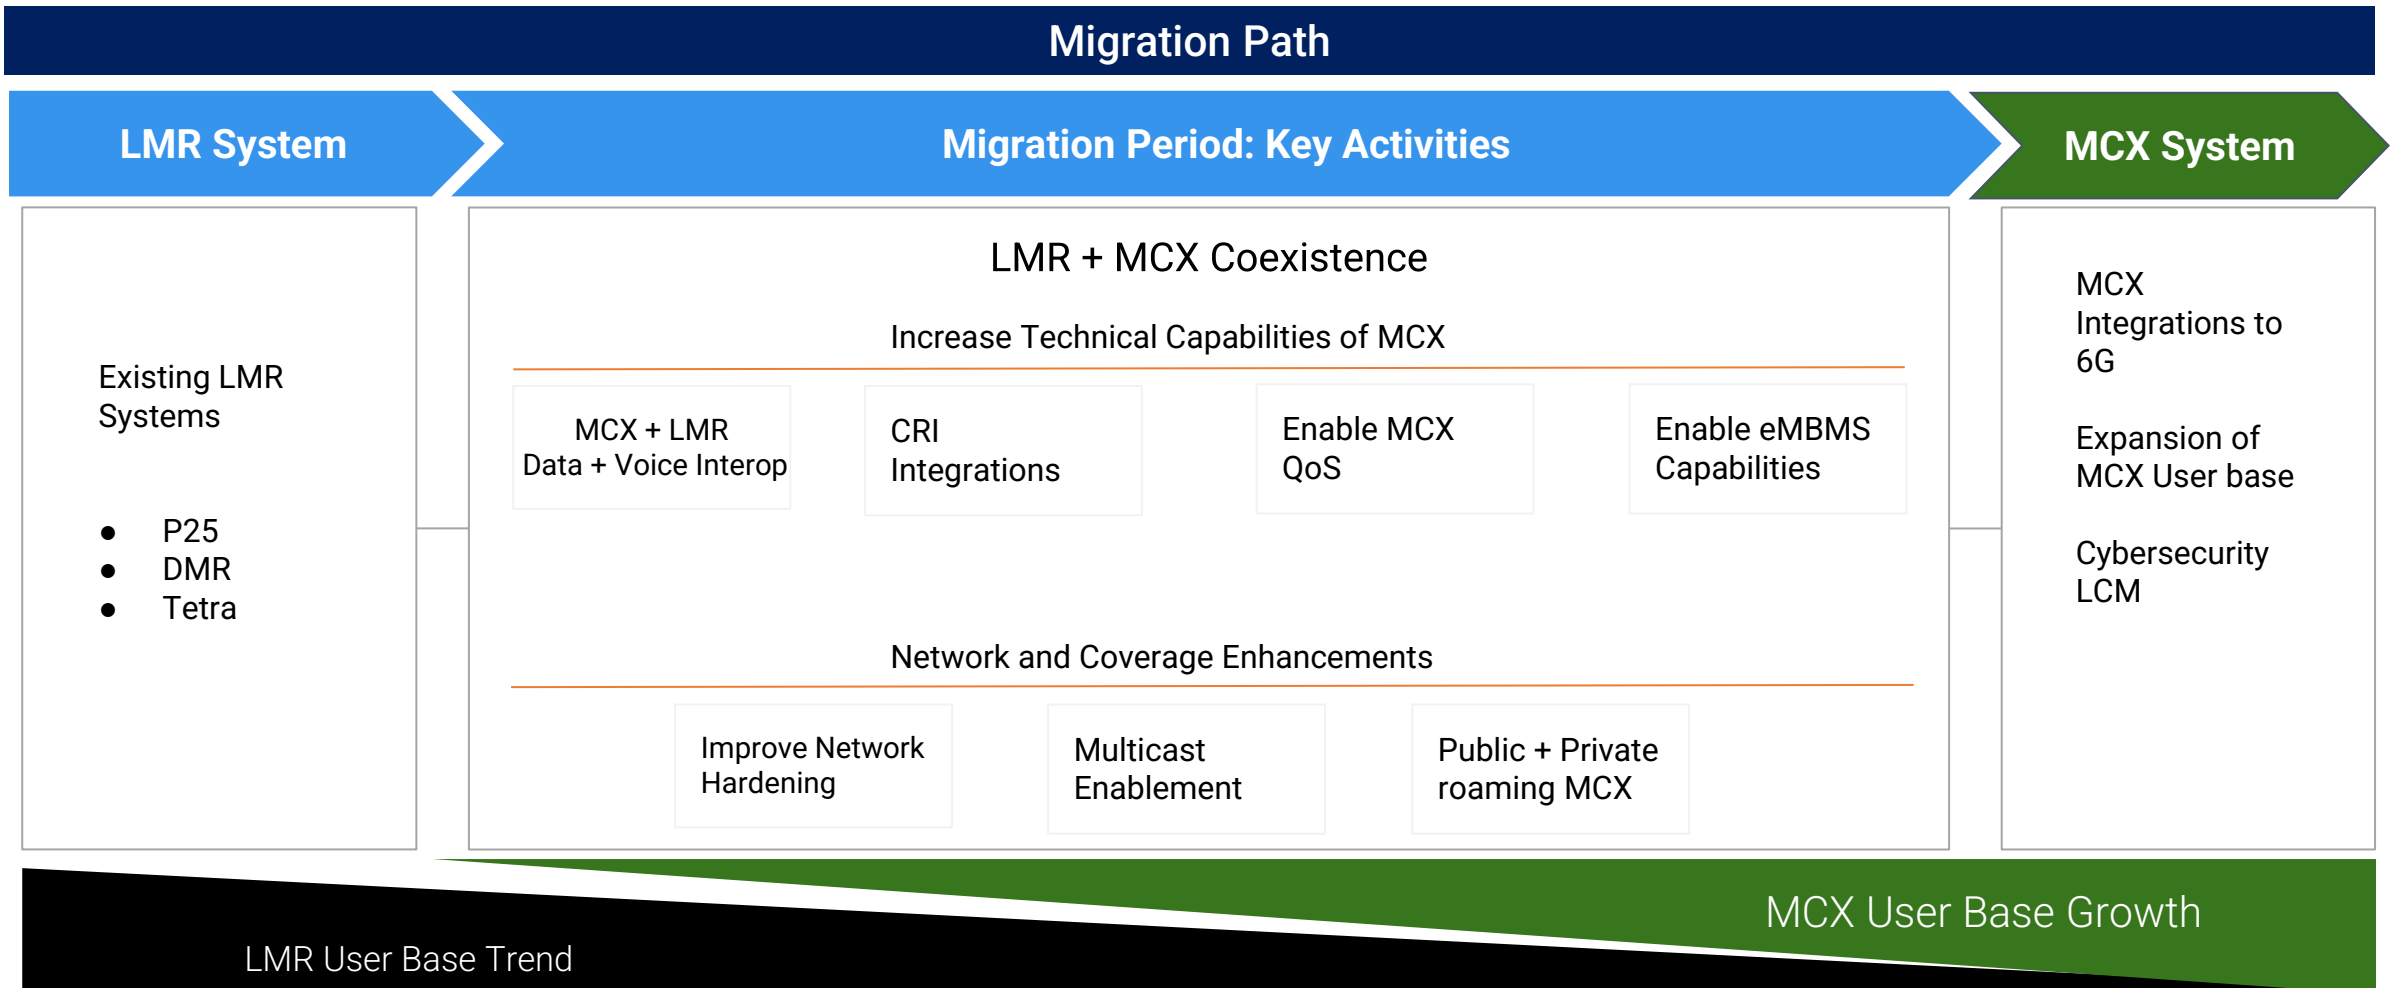 Migration Path
LMR System
Migration Period: Key Activities
MCX System
Existing LMR
Systems
● P25
● DMR
● Tetra
LMR + MCX Coexistence
Increase Technical Capabilities of MCX
MCX + LMR
Data + Voice Interop
CRI
Integrations
Enable MCX
QoS
Enable eMBMS
Capabilities
Network and Coverage Enhancements
Improve Network
Hardening
Multicast
Enablement
Public + Private
roaming MCX
MCX
Integrations to
6G
Expansion of
MCX User base
Cybersecurity
LCM
LMR User Base Trend
MCX User Base Growth